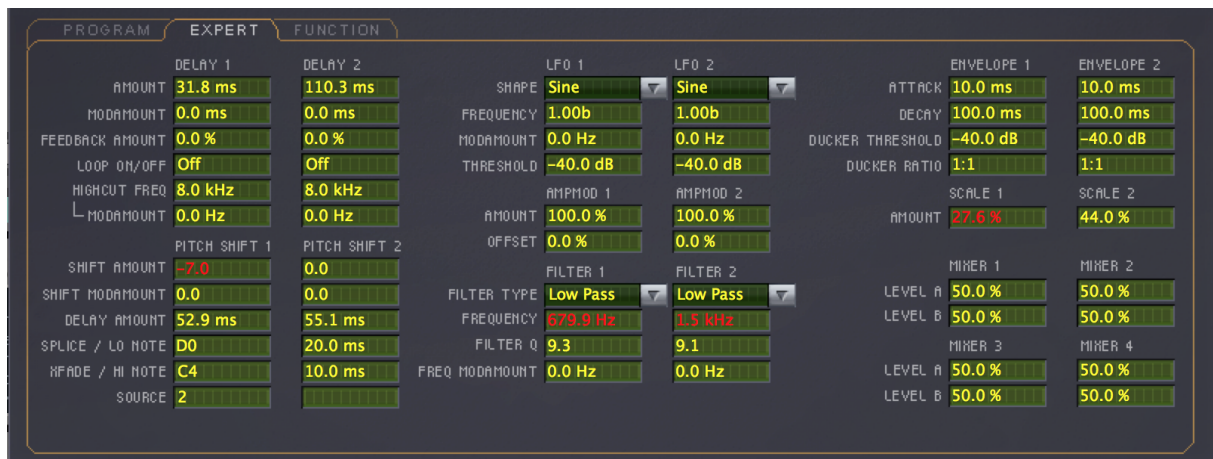 PROGRAM EXPERT FUNCTION
DELAY 1 DELAY 2
AMOUNT 31.8 ms 110.3 ms
MODAMOUNT 0.0 ms 0.0 ms
FEEDBACK AMOUNT 0.0 % 0.0 %
LOOP ON/OFF Off Off
HIGHCUT FREQ 8.0 kHz 8.0 kHz
MODAMOUNT 0.0 Hz 0.0 Hz
PITCH SHIFT 1 PITCH SHIFT 2
SHIFT AMOUNT -7.0 0.0
SHIFT MODAMOUNT 0.0 0.0
DELAY AMOUNT 52.9 ms 55.1 ms
SPLICE / LO NOTE D0 20.0 ms
XFADE / HI NOTE C4 10.0 ms
SOURCE 2
LFO 1 LFO 2
SHAPE Sine Sine
FREQUENCY 1.00b 1.00b
MODAMOUNT 0.0 Hz 0.0 Hz
THRESHOLD -40.0 dB -40.0 dB
AMPMOD 1 AMPMOD 2
AMOUNT 100.0 % 100.0 %
OFFSET 0.0 % 0.0 %
FILTER 1 FILTER 2
FILTER TYPE Low Pass Low Pass
FREQUENCY 679.9 Hz 1.5 kHz
FILTER Q 9.3 9.1
FREQ MODAMOUNT 0.0 Hz 0.0 Hz
ENVELOPE 1 ENVELOPE 2
ATTACK 10.0 ms 10.0 ms
DECAY 100.0 ms 100.0 ms
DUCKER THRESHOLD -40.0 dB -40.0 dB
DUCKER RATIO 1:1 1:1
SCALE 1 SCALE 2
AMOUNT 27.6 % 44.0 %
MIXER 1 MIXER 2
LEVEL A 50.0 % 50.0 %
LEVEL B 50.0 % 50.0 %
MIXER 3 MIXER 4
LEVEL A 50.0 % 50.0 %
LEVEL B 50.0 % 50.0 %